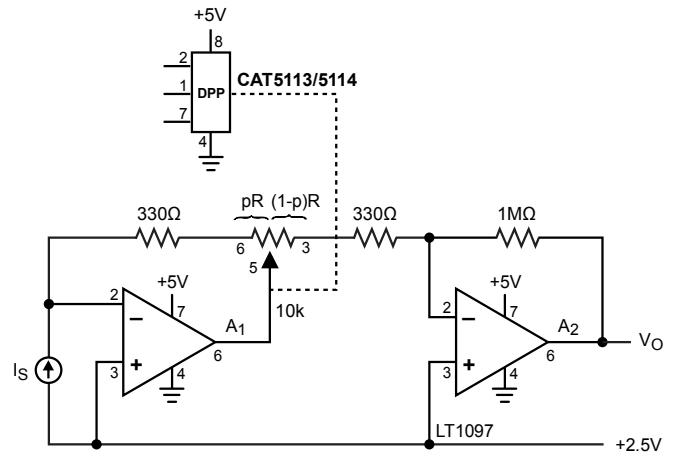 +5V
8
2
CAT5113/5114
1
DPP
7
4
pR (1-p)R
330Ω
330Ω
1MΩ
6
3
5
+5V
+5V
2
7
10k
2
7
A1
A2
–
–
6
6
VO
+
+
IS
3
4
3
4
LT1097
+2.5V